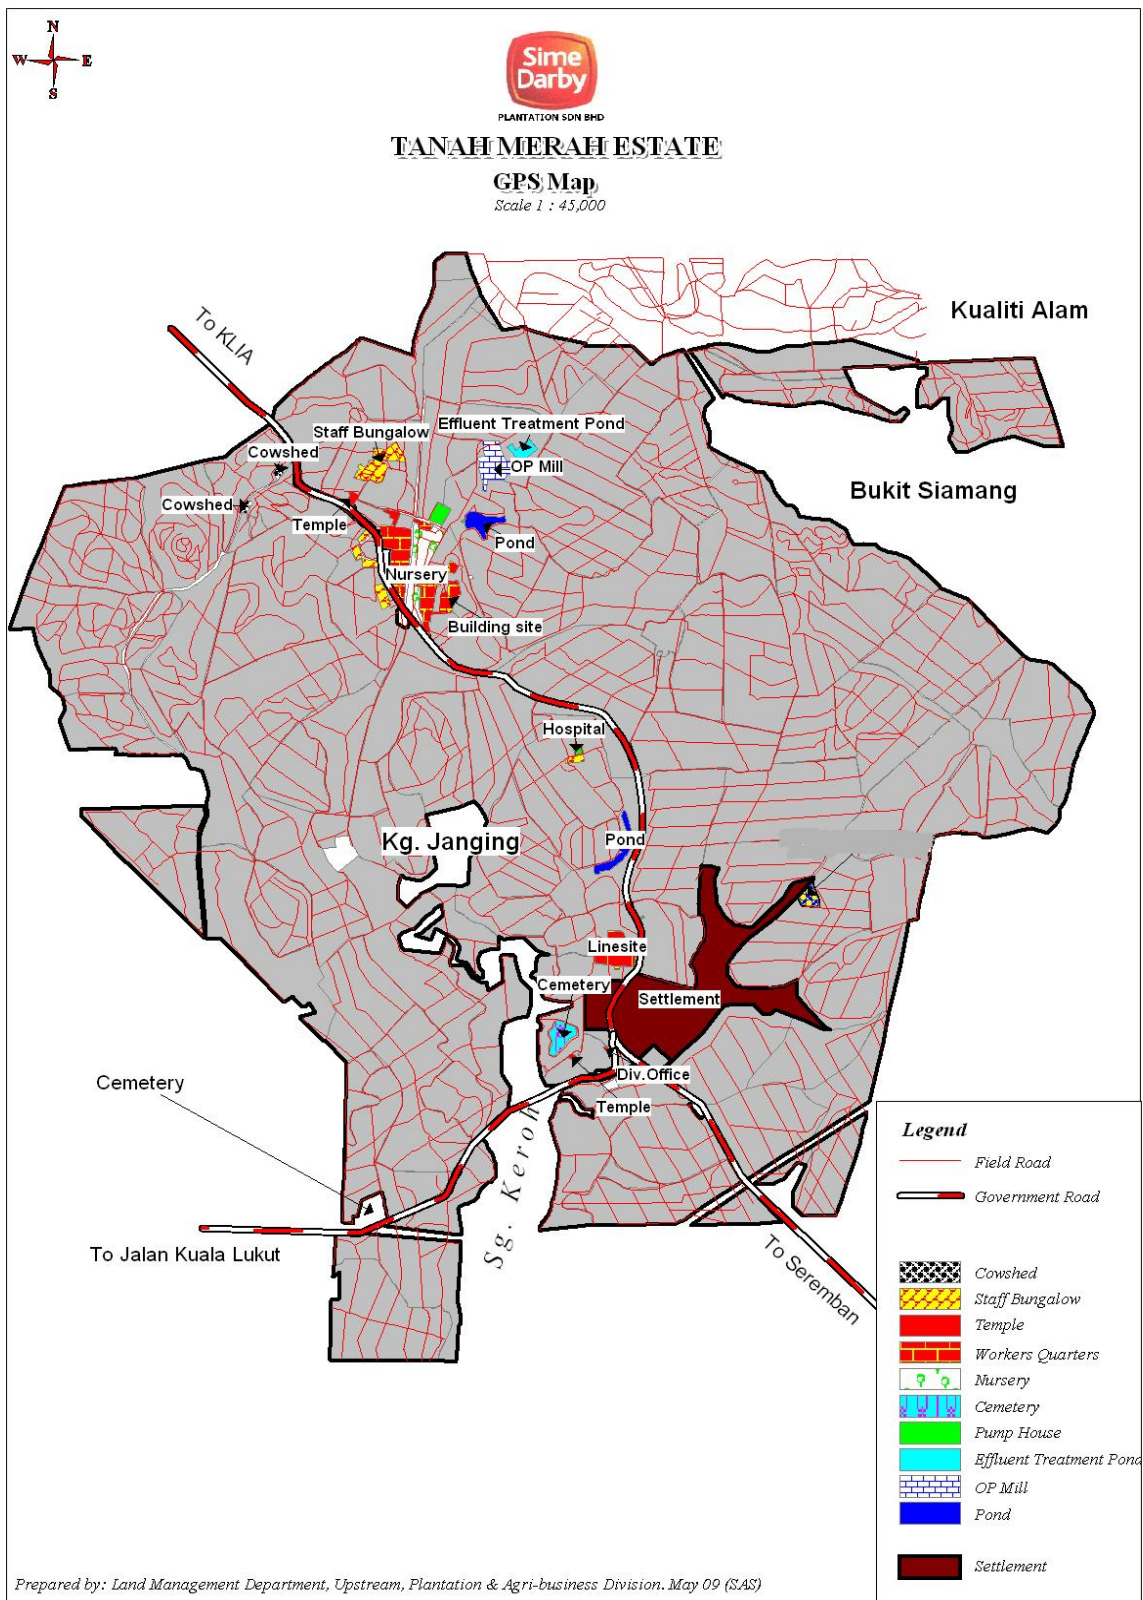 N
W E
S
Sime
Darby
PLANTATION SDN BHD
TANAH MERAH ESTATE
GPS Map
Scale 1 : 45,000
Kualiti Alam
To KLIA
Effluent Treatment Pond
Staff Bungalow
Cowshed
OP Mill
Bukit Siamang
Cowshed
Temple
Pond
Nursery
Building site
Hospital
Kg. Janging
Pond
Linesite
Cemetery
Settlement
Div.Office
Cemetery
Temple
Sg. Keroh
To Jalan Kuala Lukut
To Seremban
Legend
Field Road
Government Road
Cowshed
Staff Bungalow
Temple
Workers Quarters
Nursery
Cemetery
Pump House
Effluent Treatment Pond
OP Mill
Pond
Settlement
Prepared by: Land Management Department, Upstream, Plantation & Agri-business Division. May 09 (SAS)